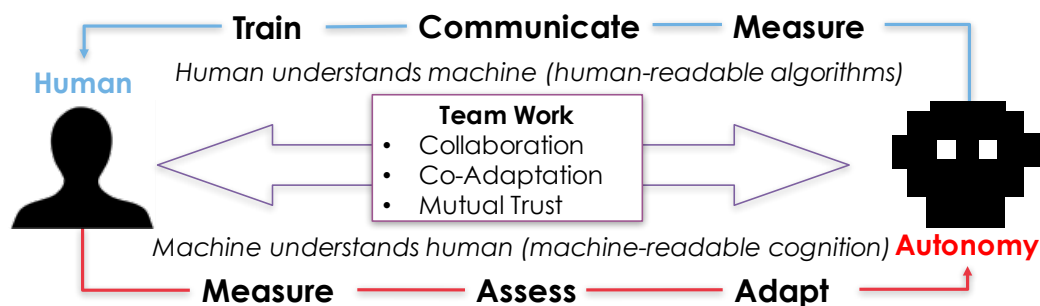 Train Communicate Measure
Human understands machine (human-readable algorithms)
Human
Team Work
• Collaboration
• Co-Adaptation
• Mutual Trust
Machine understands human (machine-readable cognition)
Autonomy
Measure Assess Adapt